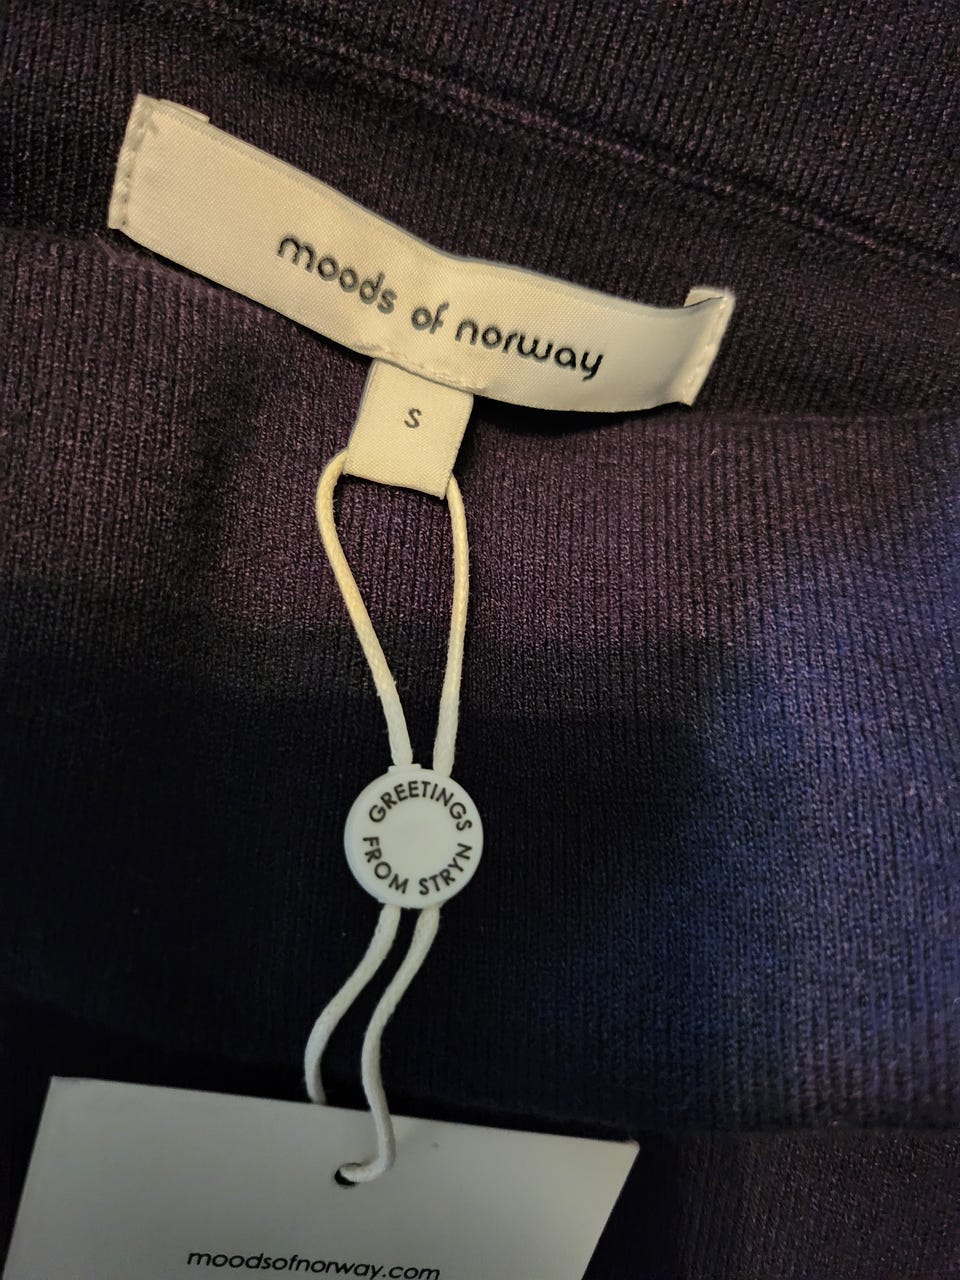 moods of norway
S
GREETINGS
FROM STRYN
moodsofnorway.com